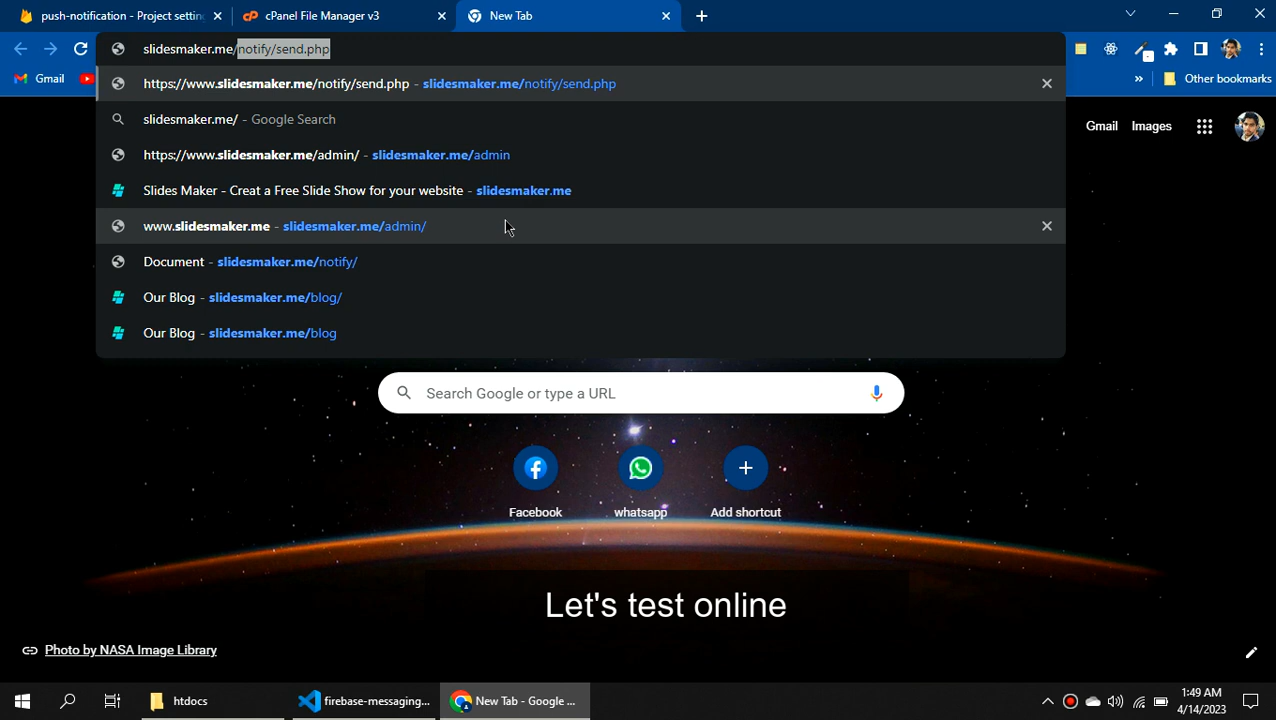 push-notification - Project setting
cPanel File Manager v3
New Tab
slidesmaker.me/notify/send.php
Gmail
Other bookmarks
https://www.slidesmaker.me/notify/send.php - slidesmaker.me/notify/send.php
slidesmaker.me/ - Google Search
https://www.slidesmaker.me/admin/ - slidesmaker.me/admin
Slides Maker - Creat a Free Slide Show for your website - slidesmaker.me
www.slidesmaker.me - slidesmaker.me/admin/
Document - slidesmaker.me/notify/
Our Blog - slidesmaker.me/blog/
Our Blog - slidesmaker.me/blog
Gmail Images
Search Google or type a URL
Facebook whatsapp Add shortcut
Let's test online
Photo by NASA Image Library
htdocs
firebase-messaging...
New Tab - Google ...
1:49 AM
4/14/2023